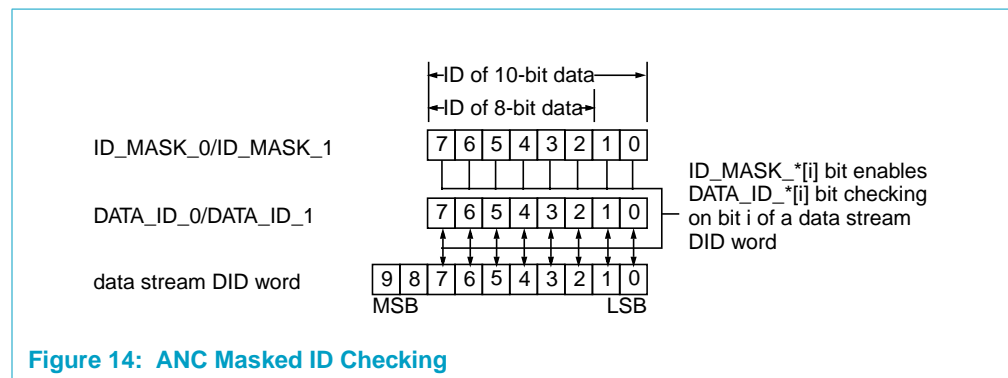 ID of 10-bit data
ID of 8-bit data
ID_MASK_0/ID_MASK_1
7 6 5 4 3 2 1 0
DATA_ID_0/DATA_ID_1
7 6 5 4 3 2 1 0
ID_MASK_*[i] bit enables
DATA_ID_*[i] bit checking
on bit i of a data stream
DID word
data stream DID word
9 8 7 6 5 4 3 2 1 0
MSB LSB
Figure 14: ANC Masked ID Checking